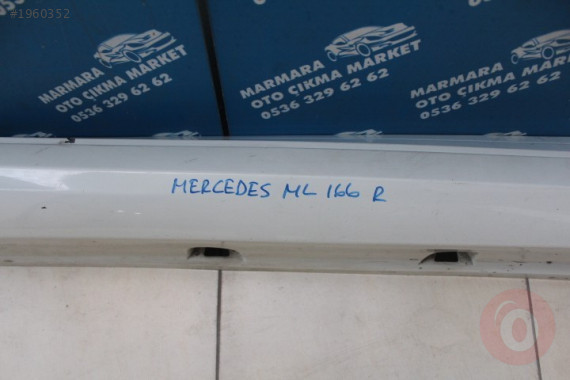 #1960352
MARMARA
OTO ÇIKMA MARKET
0536 329 62 62
MARMARA
OTO ÇIKMA MARKET
0536 329 62 62
MARMARA
OTO ÇIKMA MARKET
0536 329 62 62
MERCEDES ML 166 R